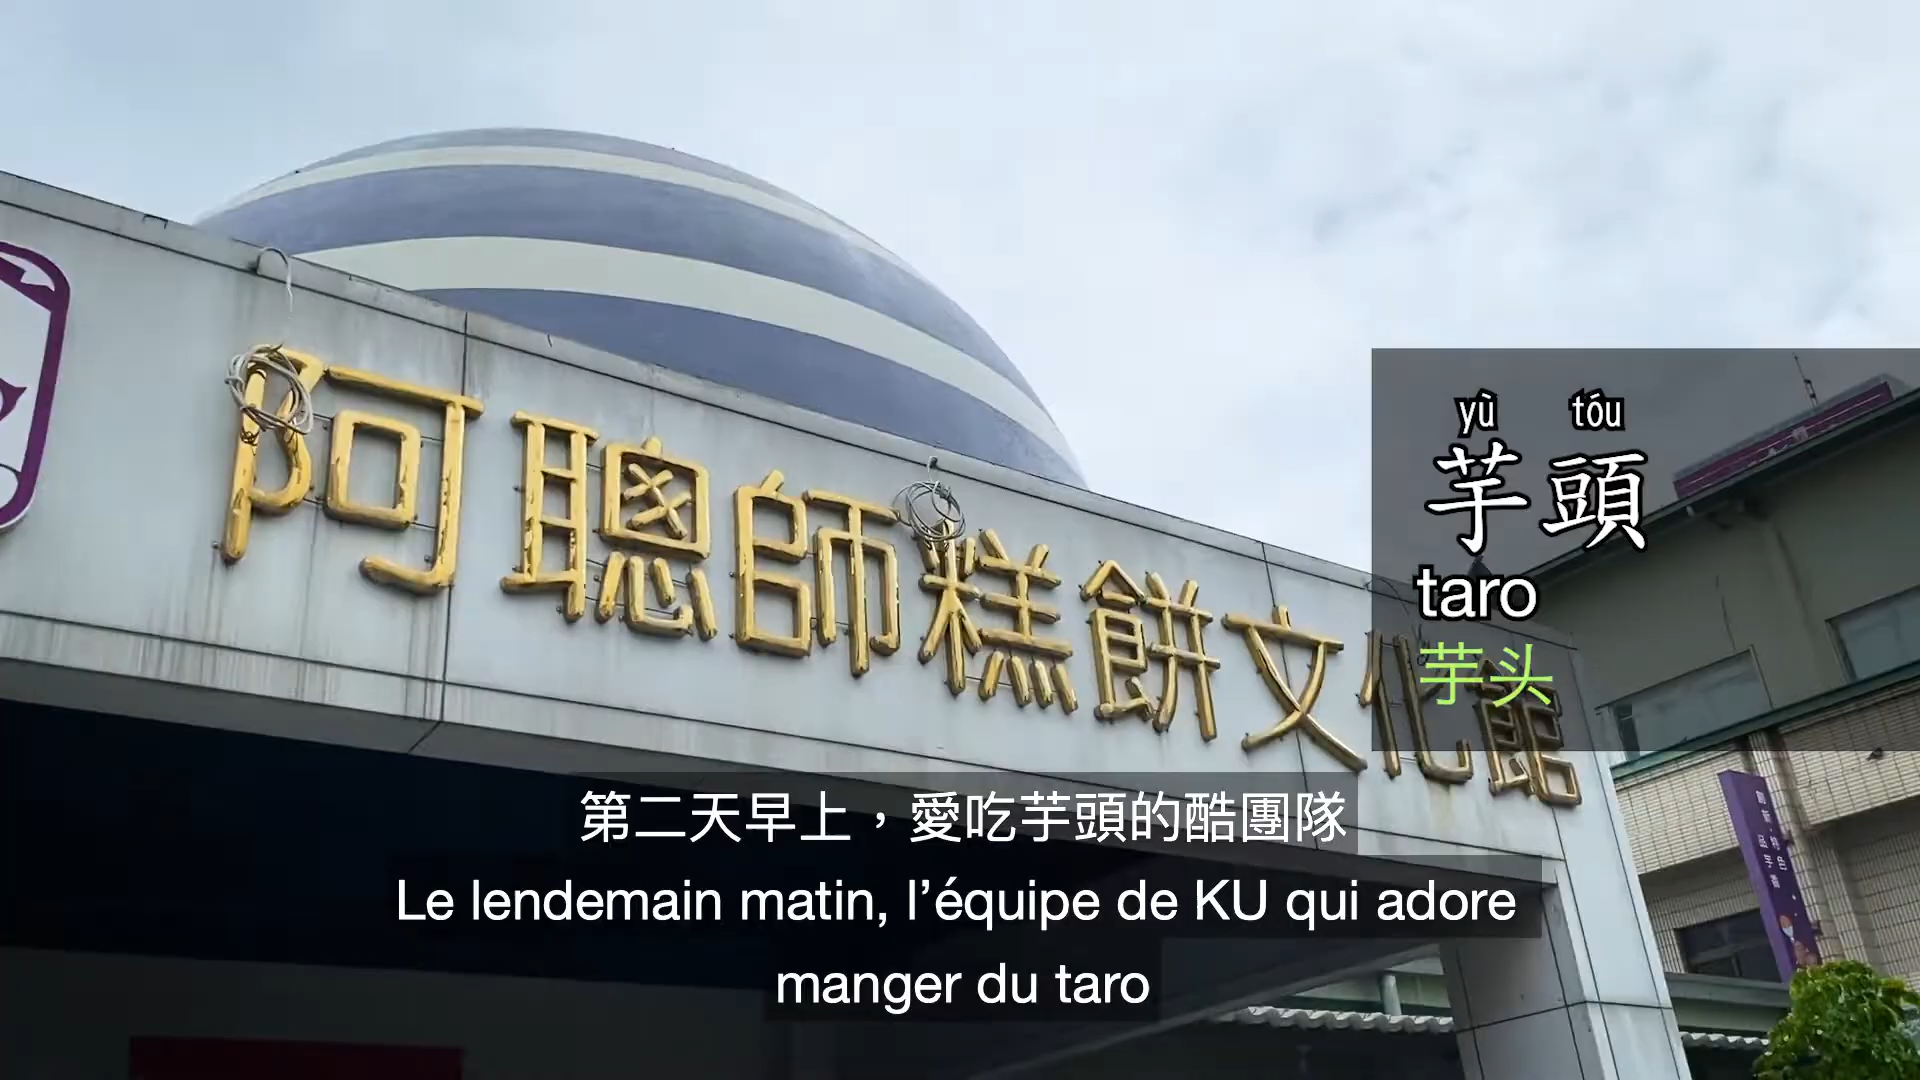 阿聰師糕餅文化館
yù tóu
芋頭
taro
芋头
第二天早上，愛吃芋頭的酷團隊
Le lendemain matin, l’équipe de KU qui adore
manger du taro